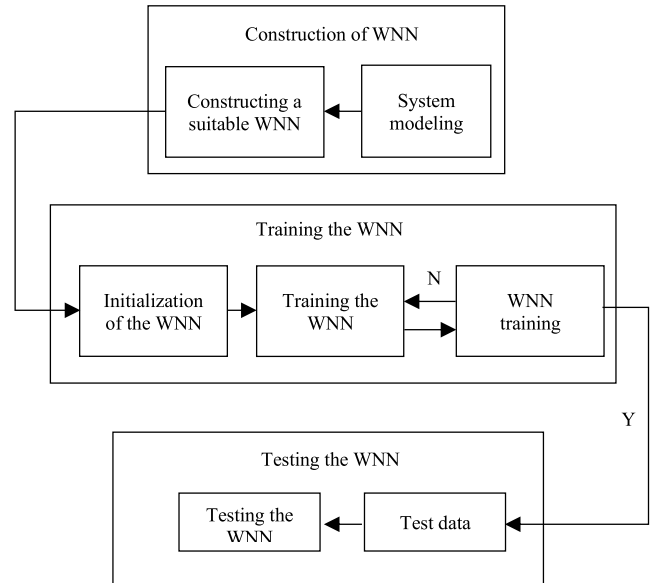 Construction of WNN
Constructing a
suitable WNN
System
modeling
Training the WNN
Initialization
of the WNN
Training the
WNN
N
WNN
training
Y
Testing the WNN
Testing the
WNN
Test data